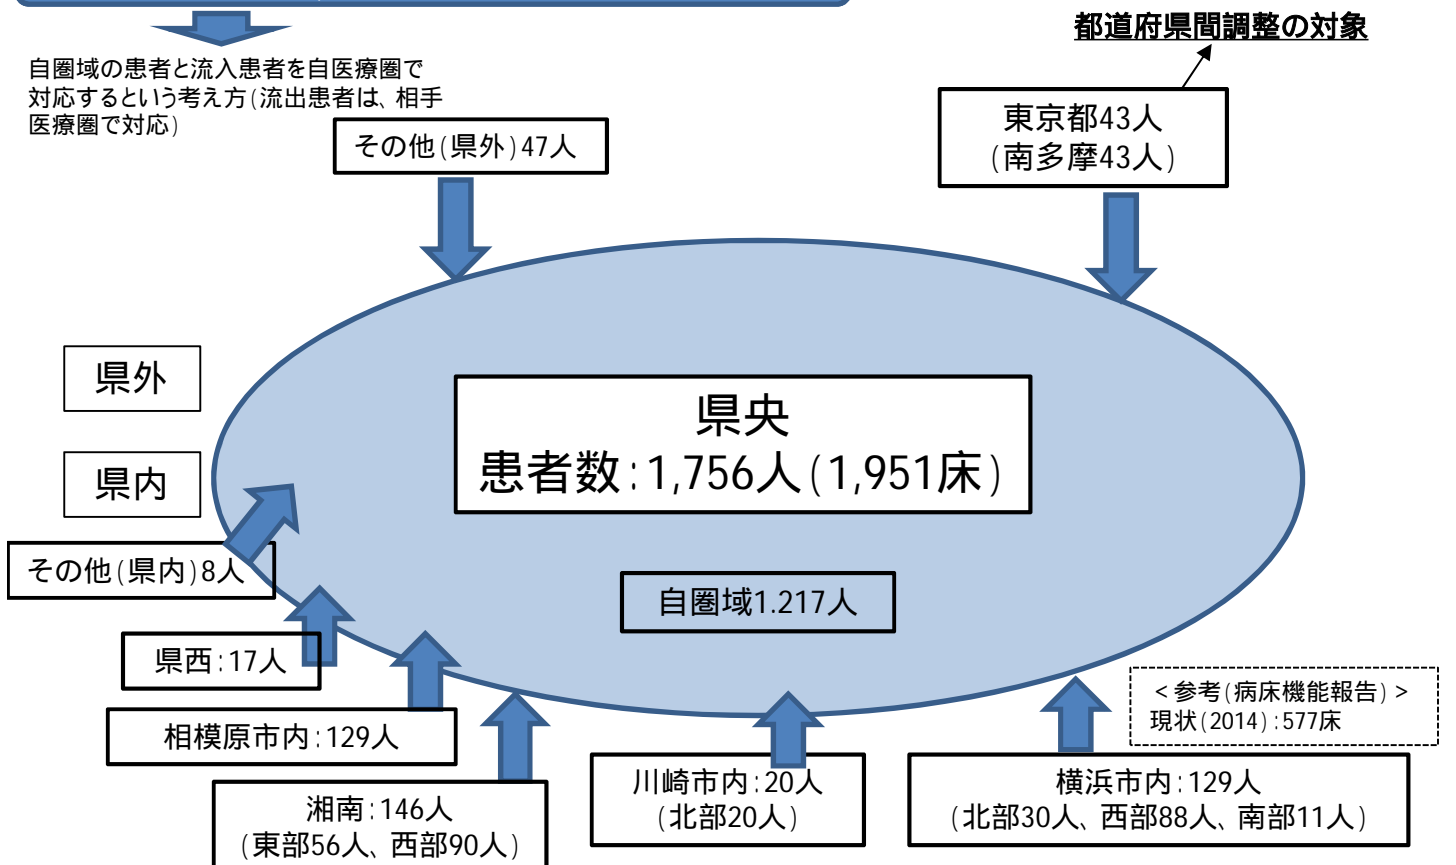 都道府県間調整の対象
自圏域の患者と流入患者を自医療圏で
対応するという考え方(流出患者は、相手
医療圏で対応)
その他(県外)47人
東京都43人
(南多摩43人)
県外
県内
県央
患者数:1,756人(1,951床)
自圏域1.217人
その他(県内)8人
県西:17人
相模原市内:129人
湘南:146人
(東部56人、西部90人)
川崎市内:20人
(北部20人)
横浜市内:129人
(北部30人、西部88人、南部11人)
<参考(病床機能報告)>
現状(2014):577床